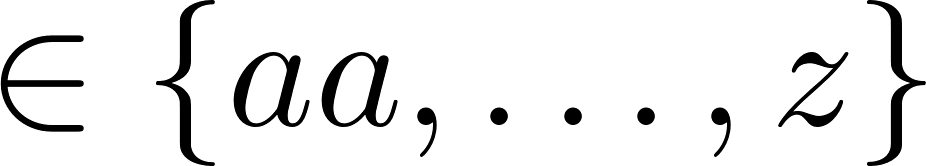 ∈ {aa, . . . , z}